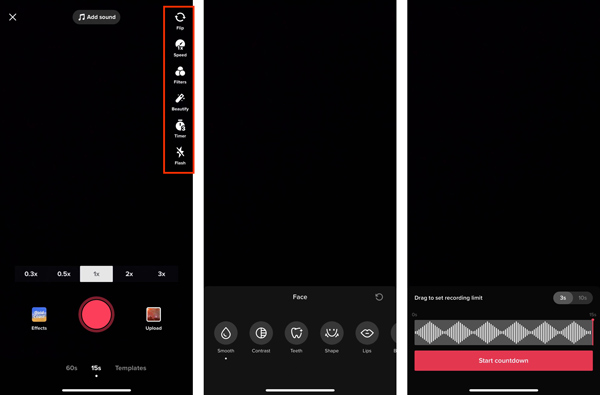 Add sound
Flip
Speed
Filters
Beautify
Timer
Flash
0.3x 0.5x 1x 2x 3x
Effects
Upload
60s 15s Templates
Face
Smooth Contrast Teeth Shape Lips
Drag to set recording limit
3s 10s
0s 15s
Start countdown